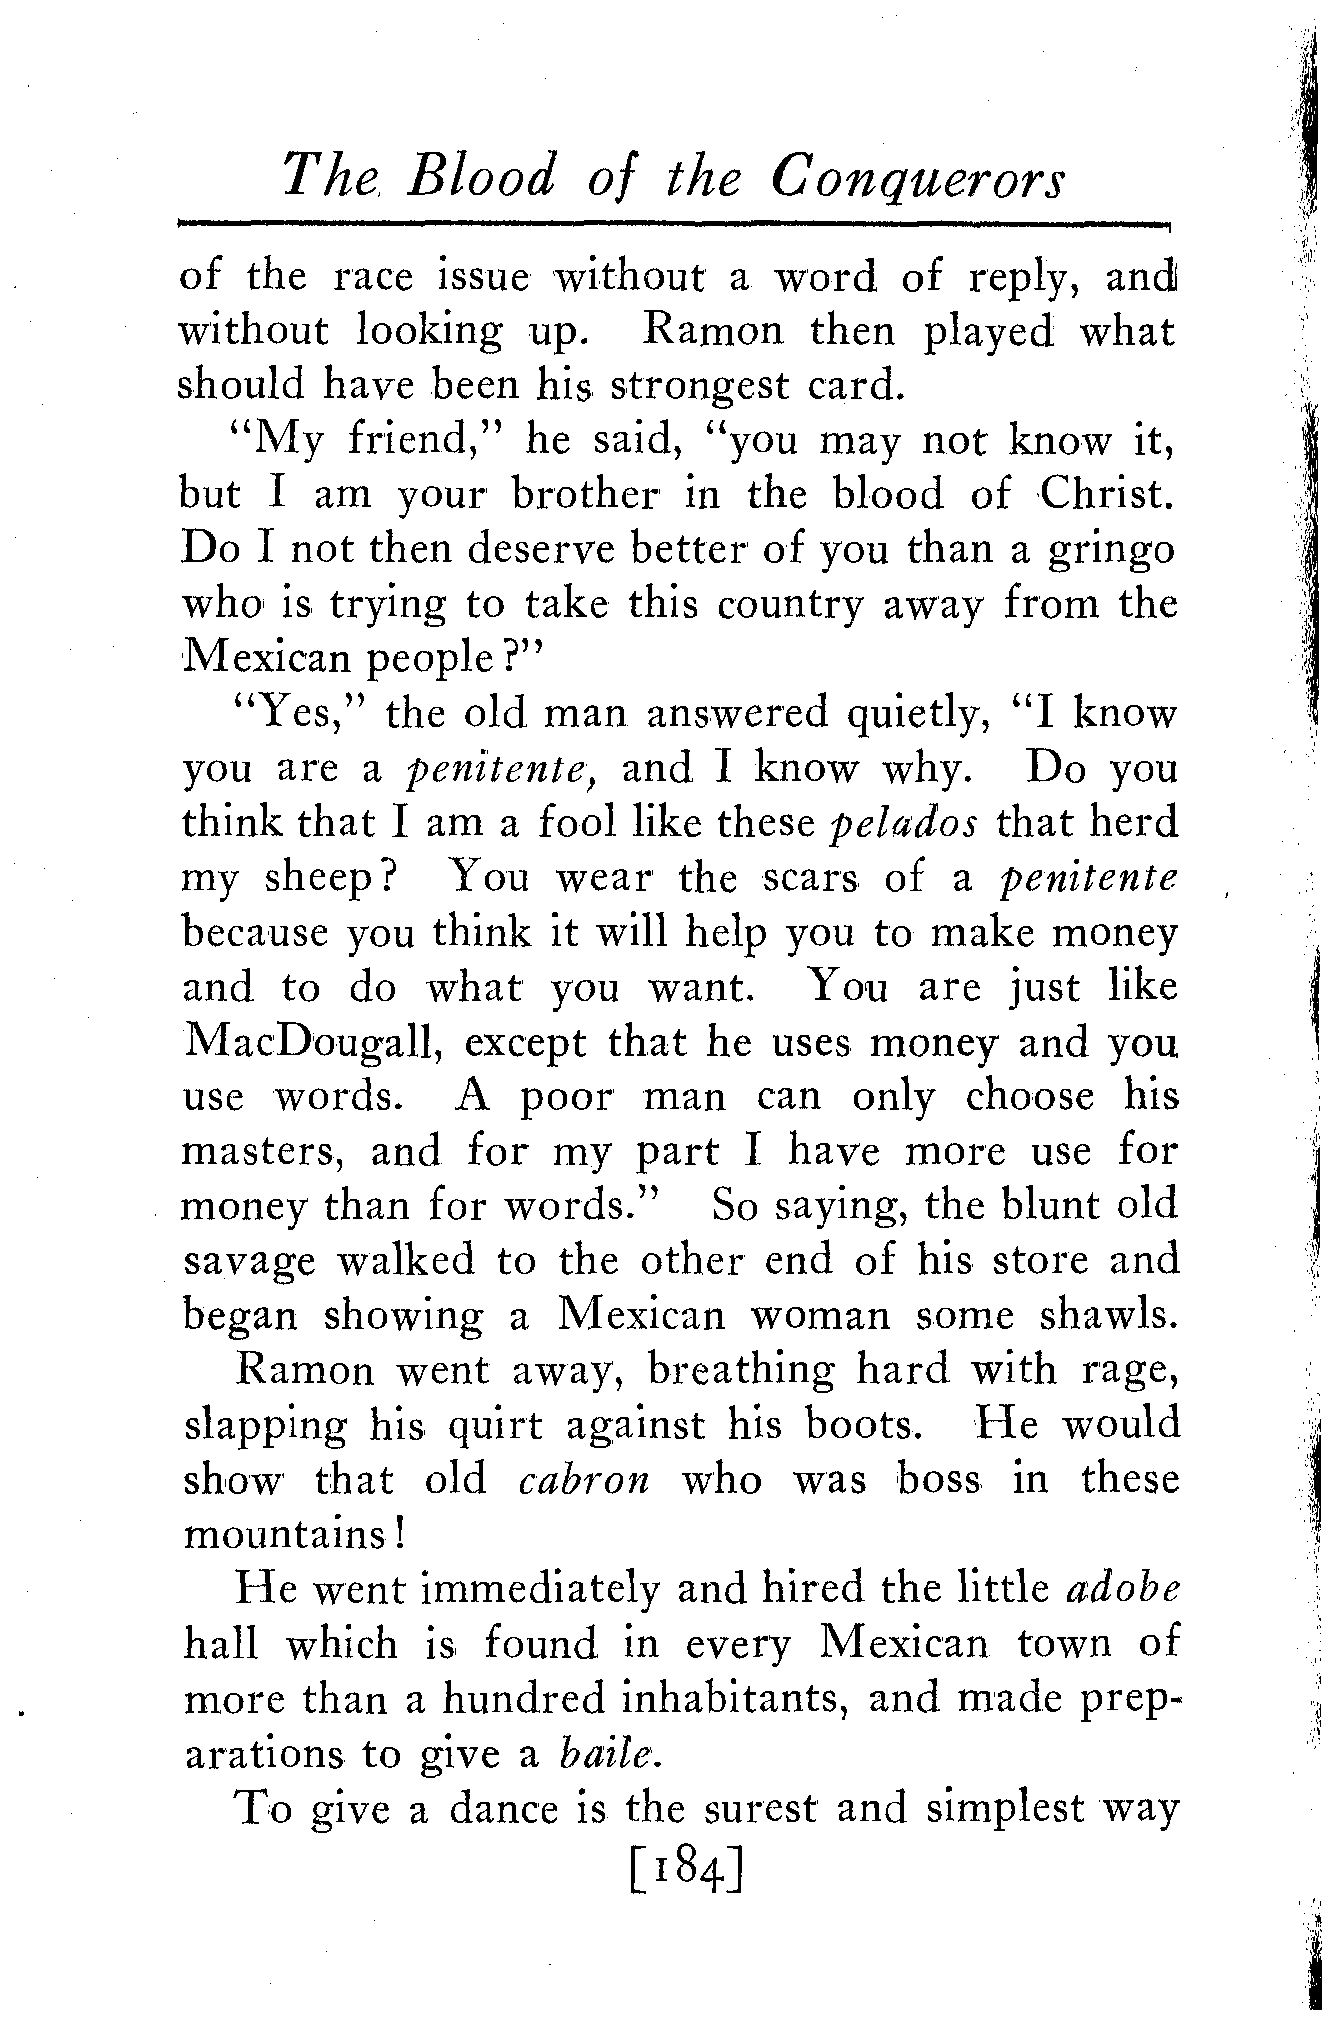 The Blood of the Conquerors
of the race issue without a word of reply, and
without looking up. Ramon then played what
should have been his strongest card.
"My friend," he said, "you may not know it,
but I am your brother in the blood of Christ.
Do I not then deserve better of you than a gringo
who is trying to take this country away from the
Mexican people?"
"Yes," the old man answered quietly, "I know
you are a penitente, and I know why. Do you
think that I am a fool like these pelados that herd
my sheep? You wear the scars of a penitente
because you think it will help you to make money
and to do what you want. You are just like
MacDougall, except that he uses money and you
use words. A poor man can only choose his
masters, and for my part I have more use for
money than for words." So saying, the blunt old
savage walked to the other end of his store and
began showing a Mexican woman some shawls.
Ramon went away, breathing hard with rage,
slapping his quirt against his boots. He would
show that old cabron who was boss in these
mountains!
He went immediately and hired the little adobe
hall which is found in every Mexican town of
more than a hundred inhabitants, and made prep-
arations to give a baile.
To give a dance is the surest and simplest way
[184]